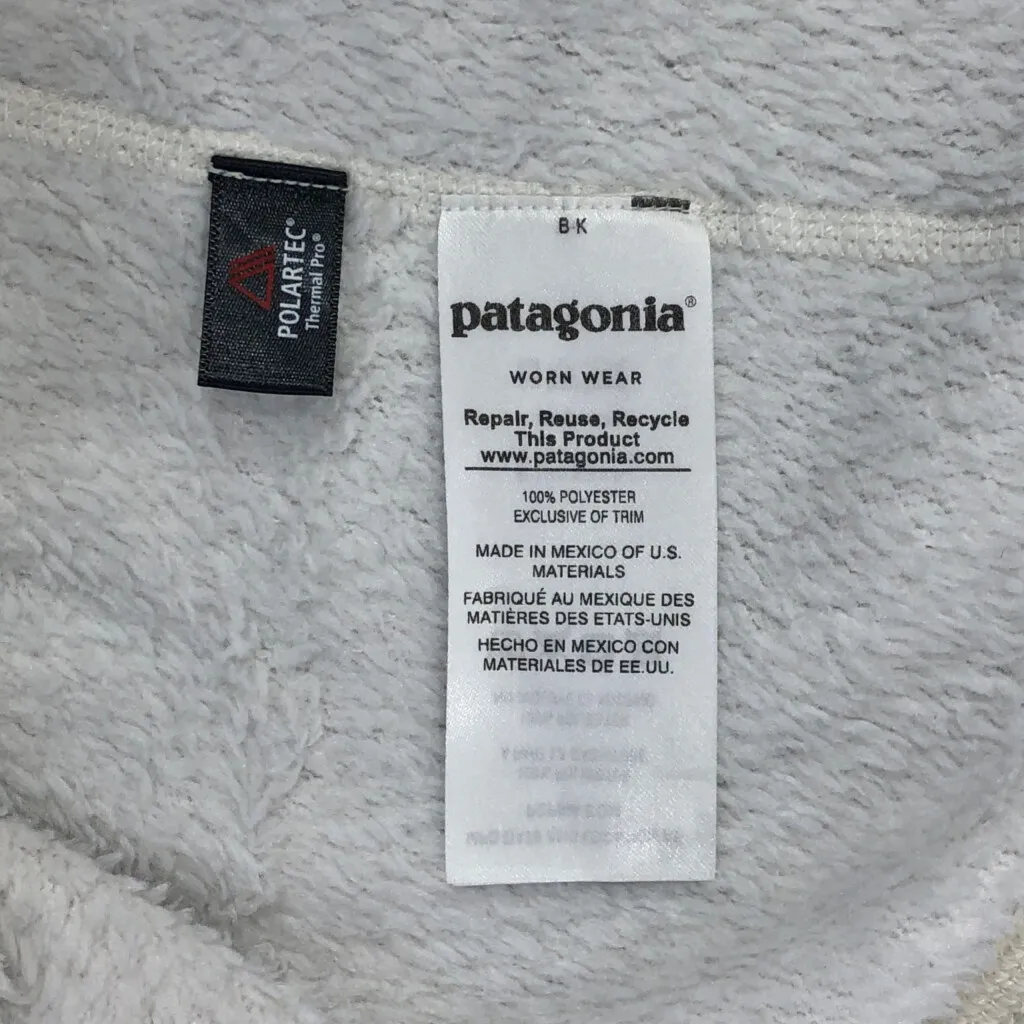 POLARTEC®
Thermal Pro®
BK
patagonia®
WORN WEAR
Repair, Reuse, Recycle
This Product
www.patagonia.com
100% POLYESTER
EXCLUSIVE OF TRIM
MADE IN MEXICO OF U.S.
MATERIALS
FABRIQUÉ AU MEXIQUE DES
MATIÈRES DES ETATS-UNIS
HECHO EN MEXICO CON
MATERIALES DE EE.UU.